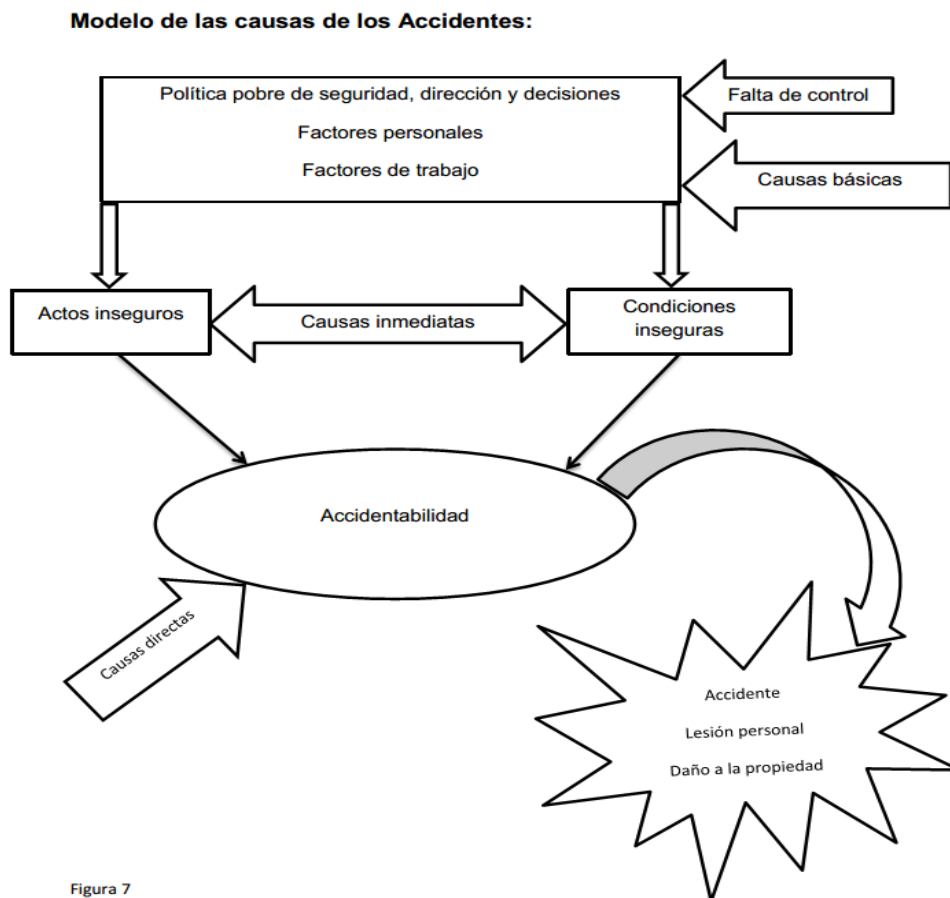 Modelo de las causas de los Accidentes:
Política pobre de seguridad, dirección y decisiones
Factores personales
Factores de trabajo
Falta de control
Causas básicas
Actos inseguros
Causas inmediatas
Condiciones
inseguras
Accidentabilidad
Causas directas
Accidente
Lesión personal
Daño a la propiedad
Figura 7